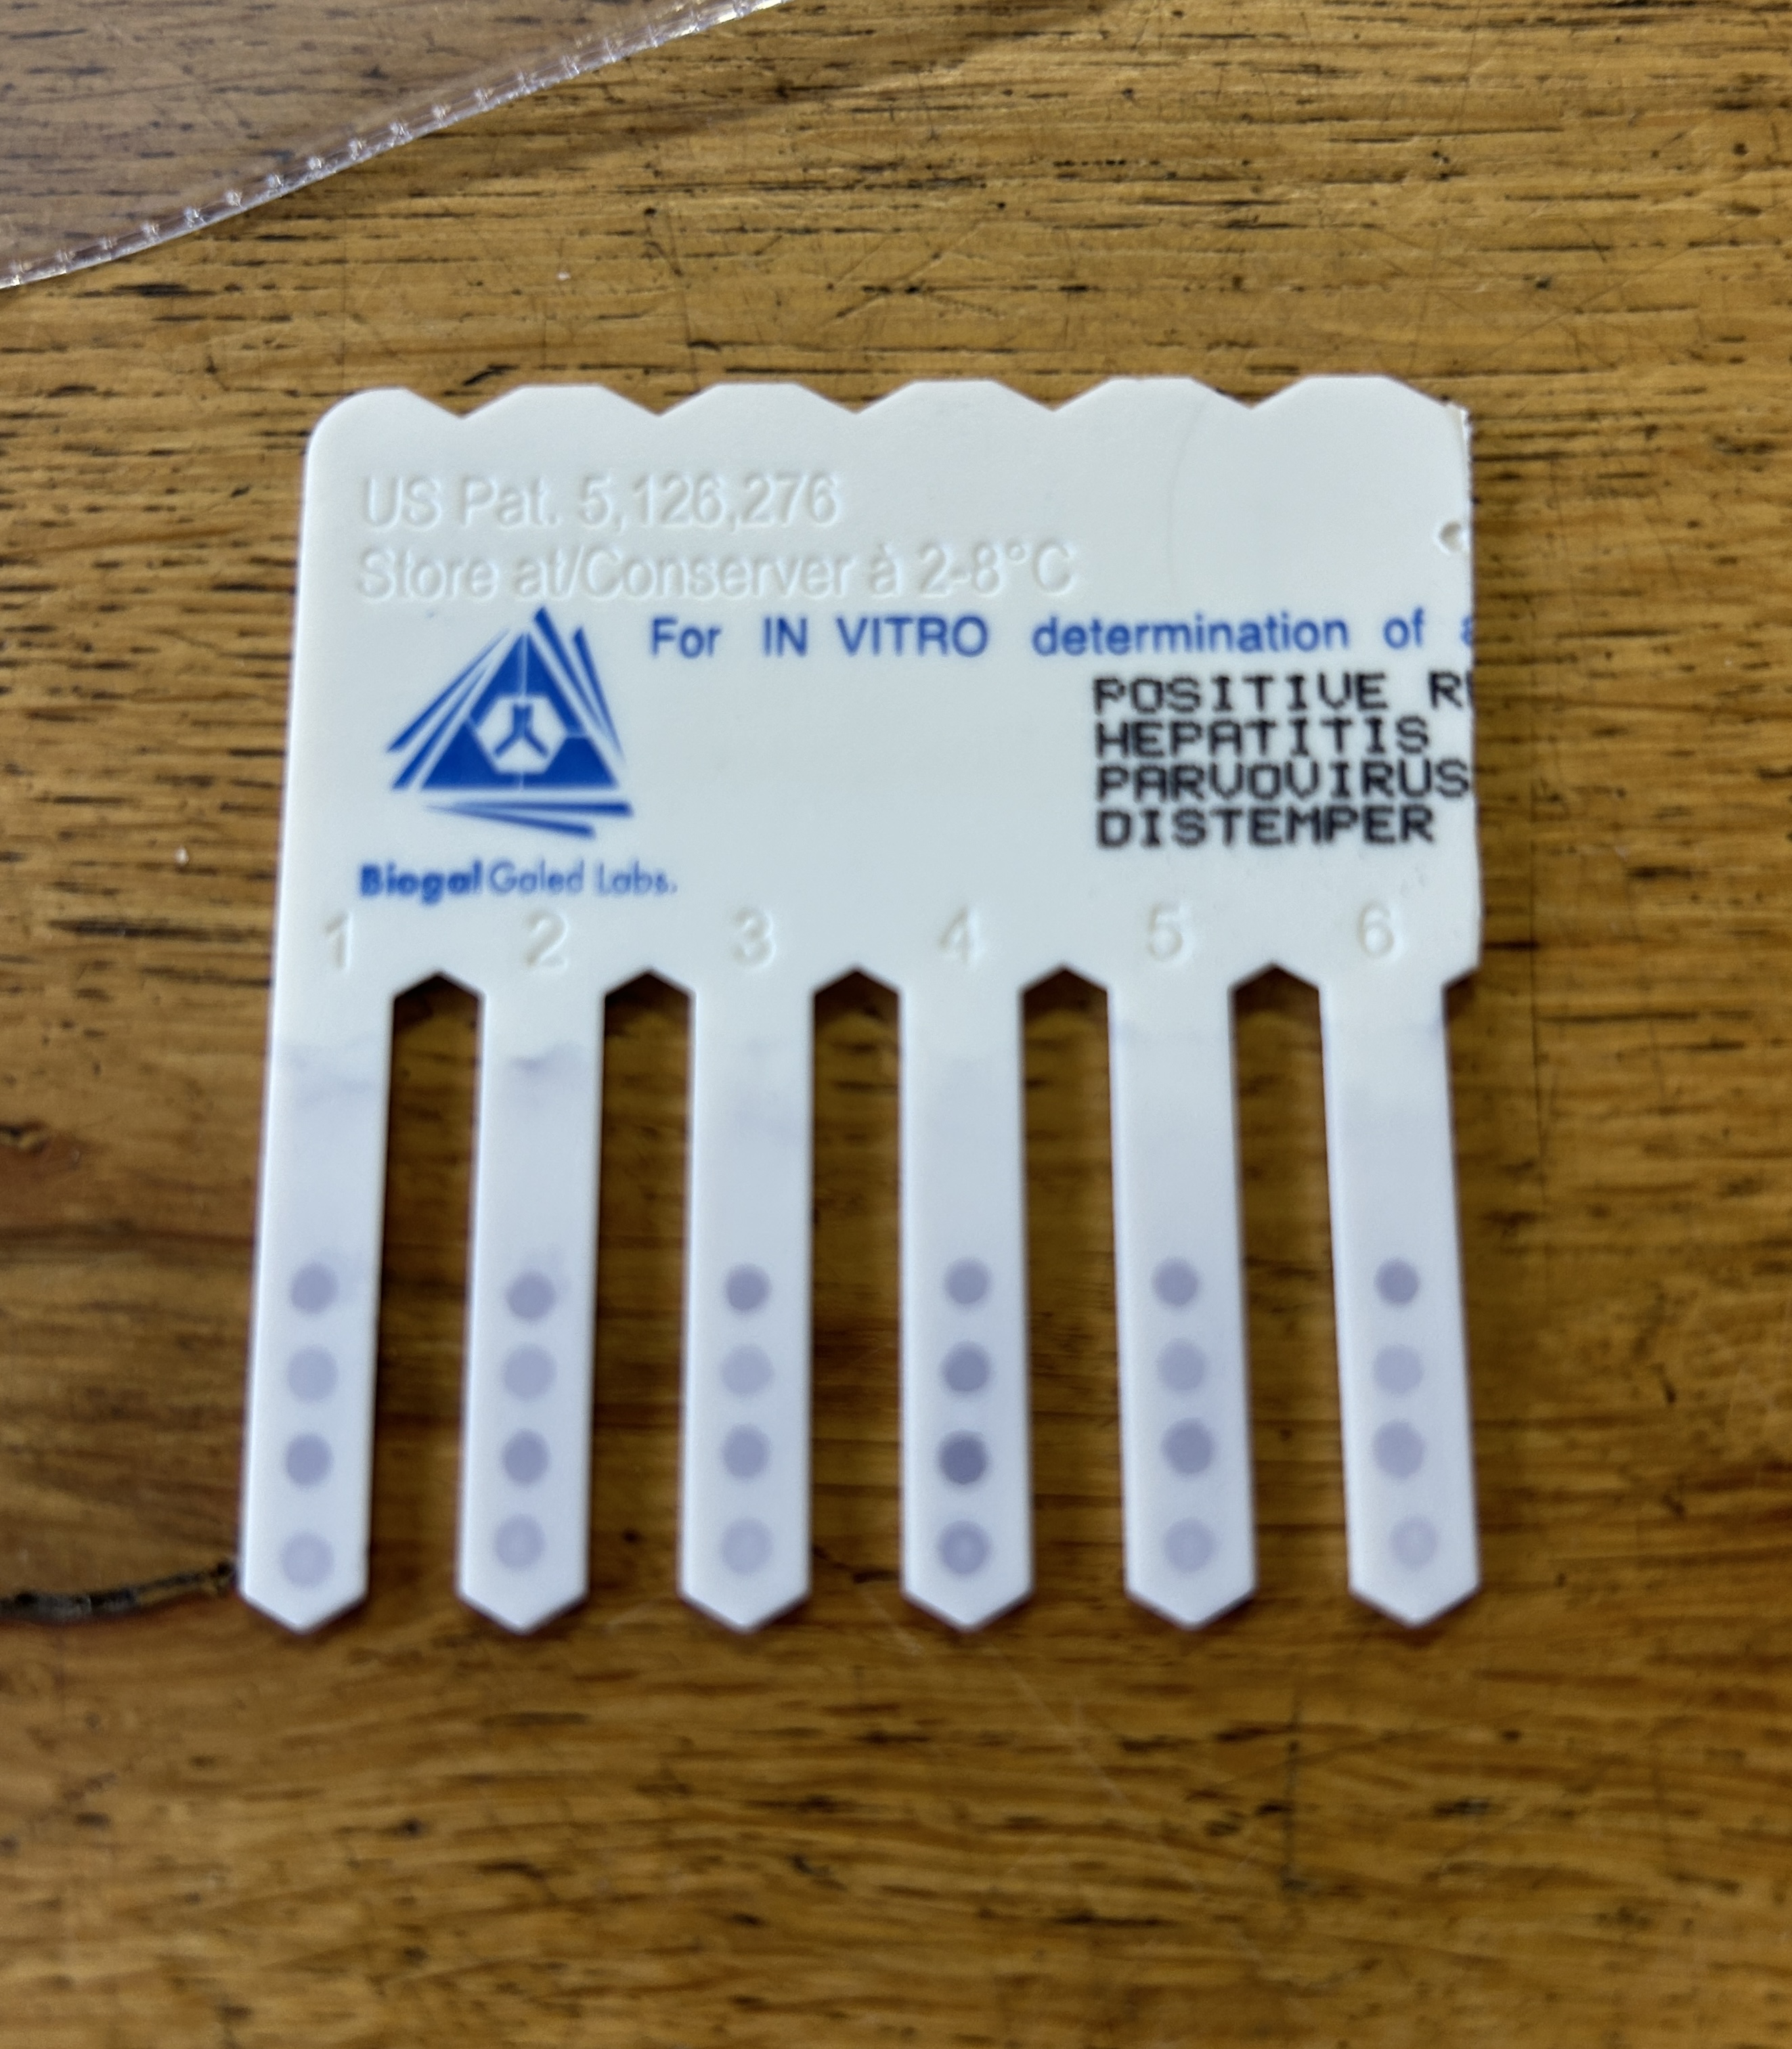 US Pat. 5,126,276
Store at/Conserver à 2-8°C
For IN VITRO determination of
POSITIVE
HEPATITIS
PARVOVIRUS
DISTEMPER
Biogal Galed Labs.
1 2 3 4 5 6